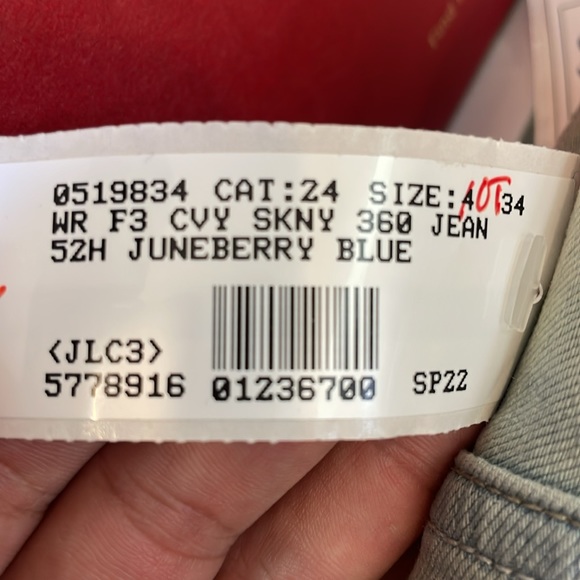 0519834 CAT:24 SIZE:4 0T 34
WR F3 CVY SKNY 360 JEAN
52H JUNEBERRY BLUE
<JLC3>
5778916 01236700 SP22